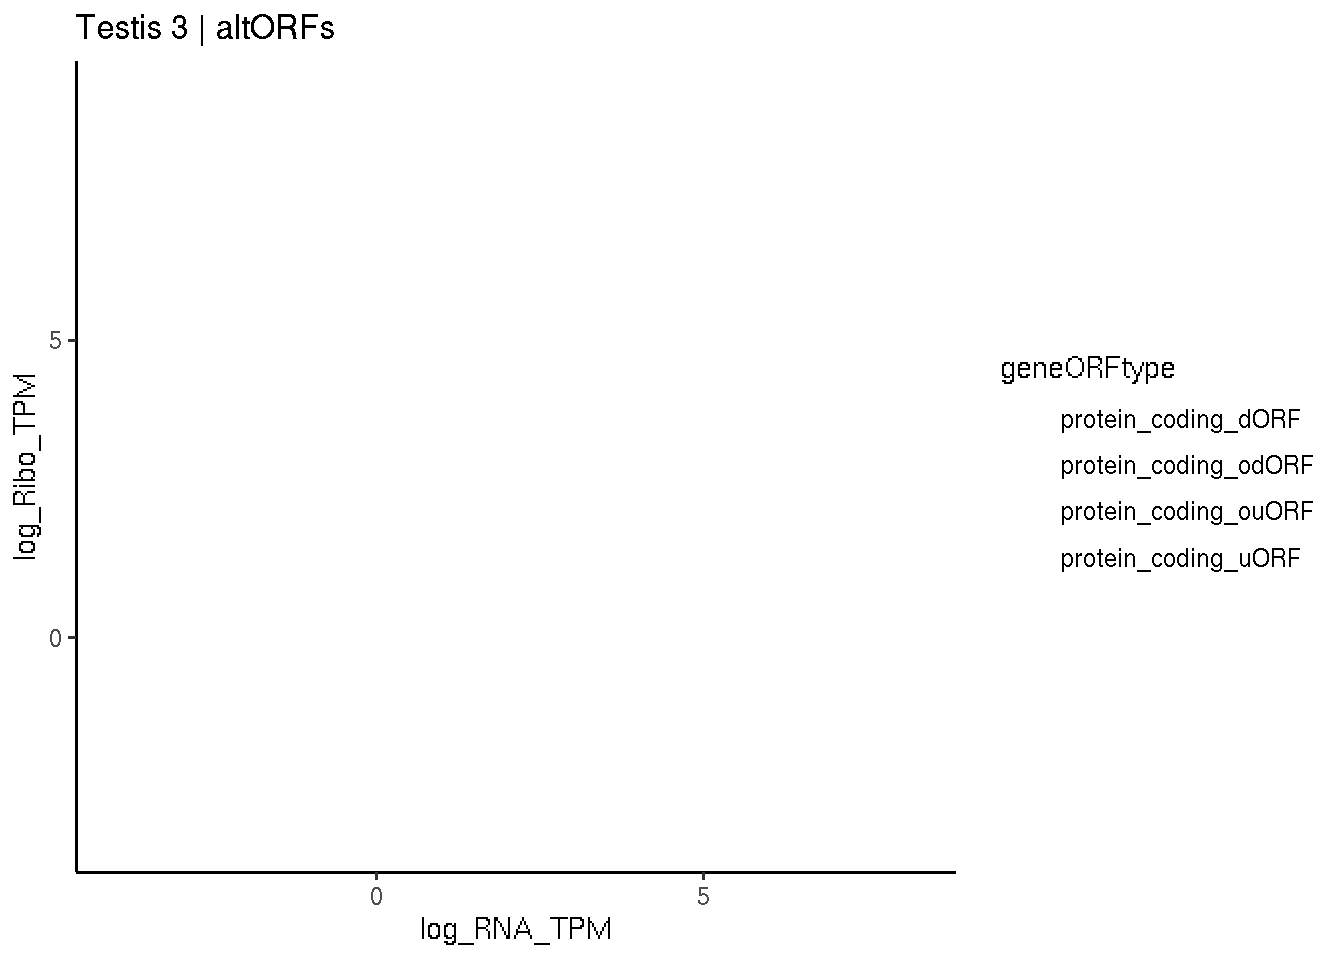 Testis 3 | altORFs
log_Ribo_TPM
5
0
0
5
log_RNA_TPM
geneORFtype
protein_coding_dORF
protein_coding_odORF
protein_coding_ouORF
protein_coding_uORF